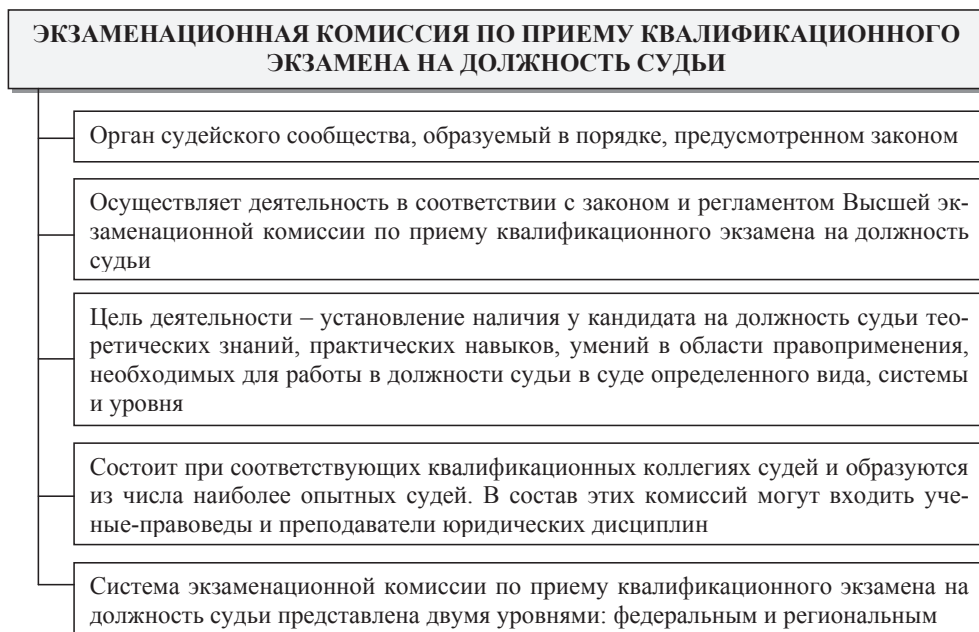 ЭКЗАМЕНАЦИОННАЯ КОМИССИЯ ПО ПРИЕМУ КВАЛИФИКАЦИОННОГО
ЭКЗАМЕНА НА ДОЛЖНОСТЬ СУДЬИ
Орган судейского сообщества, образуемый в порядке, предусмотренном законом
Осуществляет деятельность в соответствии с законом и регламентом Высшей эк-
заменационной комиссии по приему квалификационного экзамена на должность
судьи
Цель деятельности – установление наличия у кандидата на должность судьи тео-
ретических знаний, практических навыков, умений в области правоприменения,
необходимых для работы в должности судьи в суде определенного вида, системы
и уровня
Состоит при соответствующих квалификационных коллегиях судей и образуются
из числа наиболее опытных судей. В состав этих комиссий могут входить уче-
ные-правоведы и преподаватели юридических дисциплин
Система экзаменационной комиссии по приему квалификационного экзамена на
должность судьи представлена двумя уровнями: федеральным и региональным